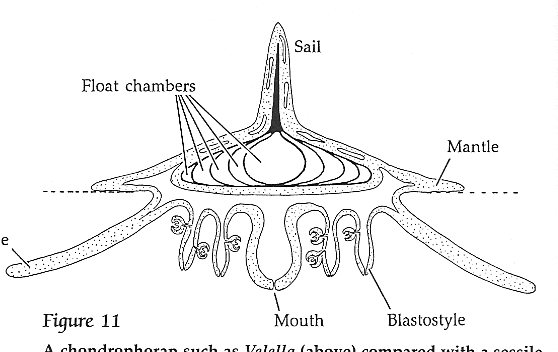 Sail
Float chambers
Mantle
e
Figure 11
Mouth
Blastostyle
A chondrophoran such as Velella (above) compared with a sessile